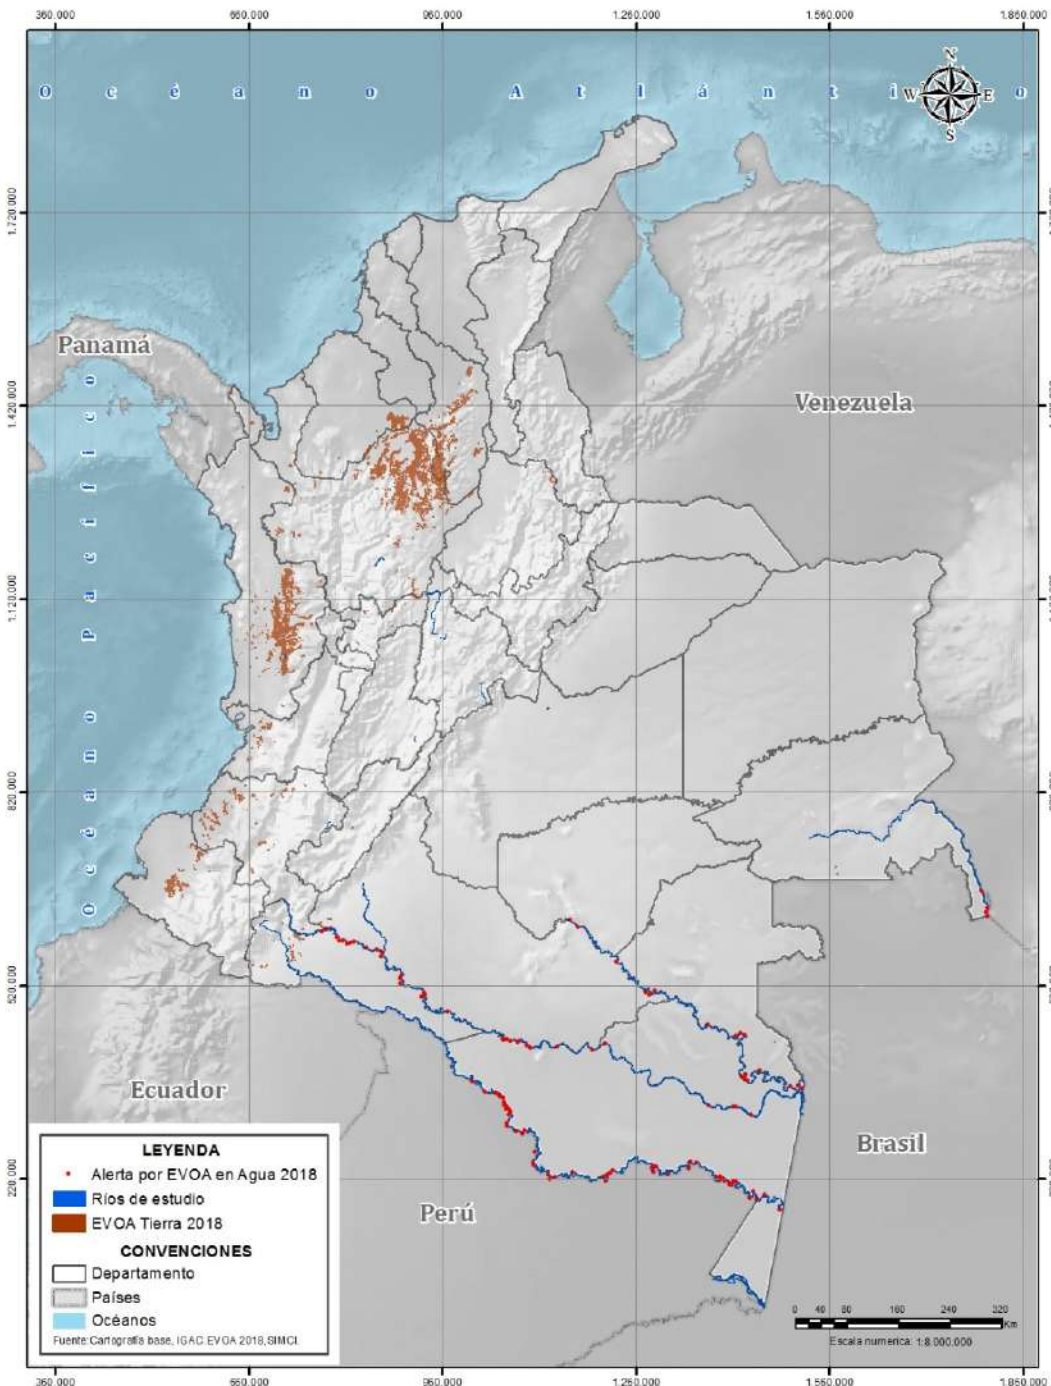 360.000 660.000 960.000 1.260.000 1.560.000 1.860.000
N
W E
S
O c é a n o A t l á n t i c o
1.720.000
Panamá
Venezuela
1.420.000
O c é a n o P a c í f i c o
1.110.000
820.000
520.000
Ecuador
Brasil
Perú
220.000
LEYENDA
Alerta por EVOA en Agua 2018
Ríos de estudio
EVOA Tierra 2018
CONVENCIONES
Departamento
Países
Océanos
Fuente:Cartografía base, IGAC.EVOA 2018,SIMCI.
0 40 80 160 240 320
Km
Escala numerica: 1:8.000.000
360.000 660.000 960.000 1.260.000 1.560.000 1.860.000